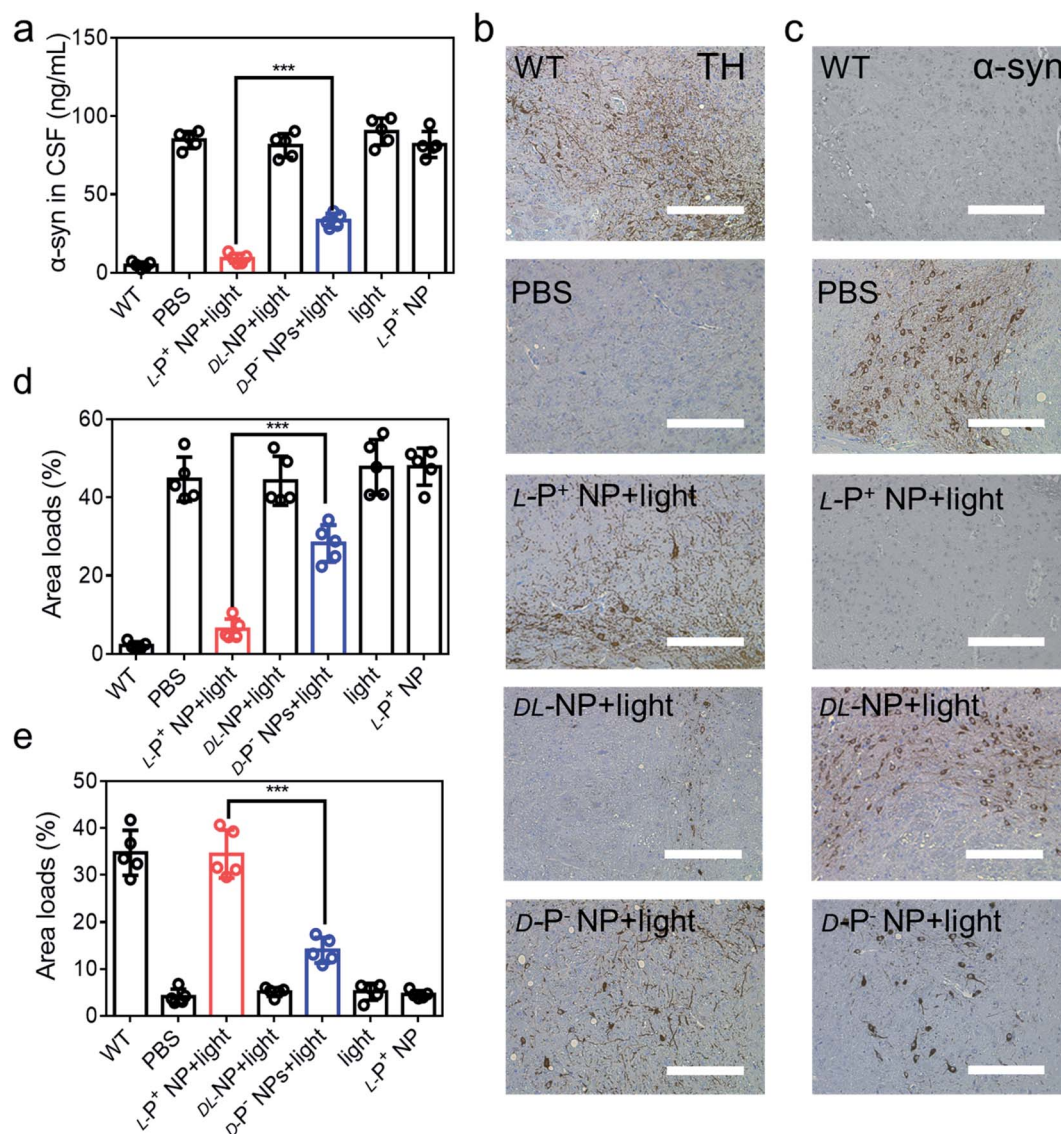 a
α-syn in CSF (ng/mL)
150
100
50
0
***
WT
PBS
L-P⁺ NP+light
DL-NP+light
D-P⁻ NPs+light
light
L-P⁺ NP
b
WT
TH
PBS
L-P⁺ NP+light
DL-NP+light
D-P⁻ NP+light
c
WT
α-syn
PBS
L-P⁺ NP+light
DL-NP+light
D-P⁻ NP+light
d
Area loads (%)
60
40
20
0
***
WT
PBS
L-P⁺ NP+light
DL-NP+light
D-P⁻ NPs+light
light
L-P⁺ NP
e
Area loads (%)
50
40
30
20
10
0
***
WT
PBS
L-P⁺ NP+light
DL-NP+light
D-P⁻ NPs+light
light
L-P⁺ NP